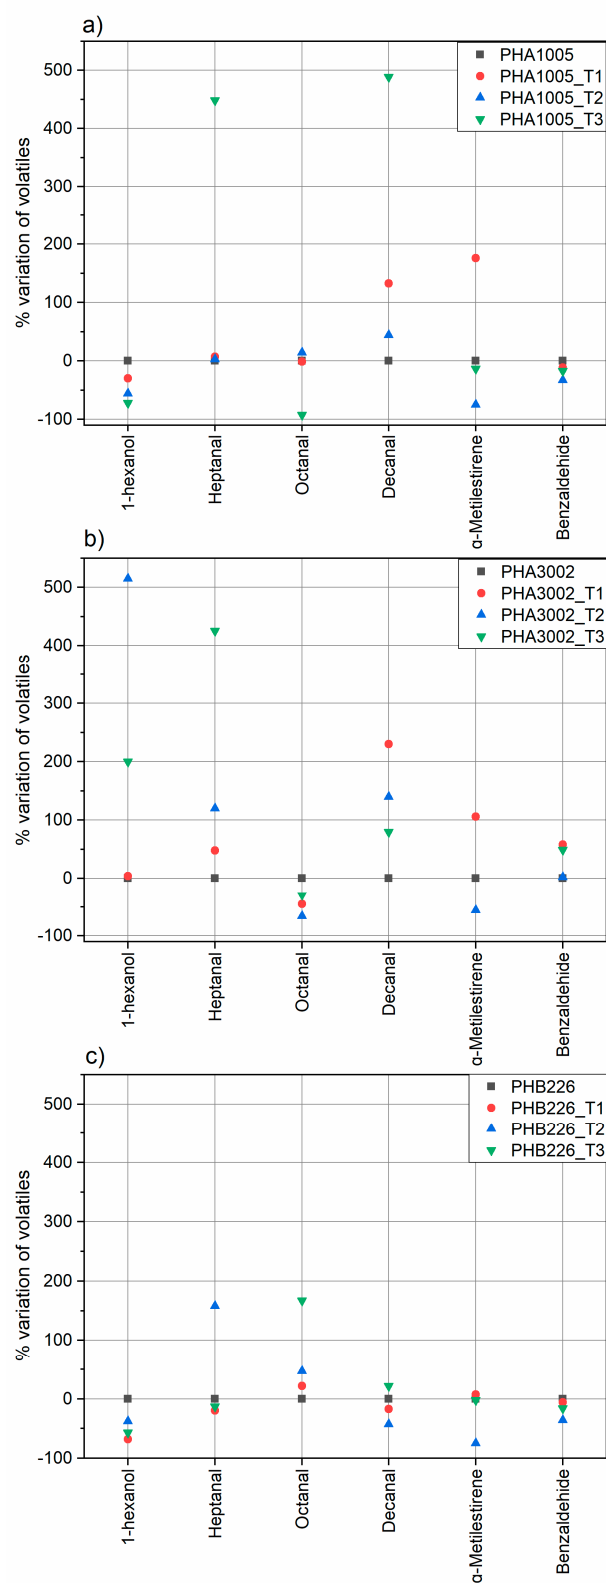 a)
% variation of volatiles
500
400
300
200
100
0
-100
PHA1005
PHA1005_T1
PHA1005_T2
PHA1005_T3
1-hexanol
Heptanal
Octanal
Decanal
α-Metilestirene
Benzaldehide
b)
% variation of volatiles
500
400
300
200
100
0
-100
PHA3002
PHA3002_T1
PHA3002_T2
PHA3002_T3
1-hexanol
Heptanal
Octanal
Decanal
α-Metilestirene
Benzaldehide
c)
% variation of volatiles
500
400
300
200
100
0
-100
PHB226
PHB226_T1
PHB226_T2
PHB226_T3
1-hexanol
Heptanal
Octanal
Decanal
α-Metilestirene
Benzaldehide